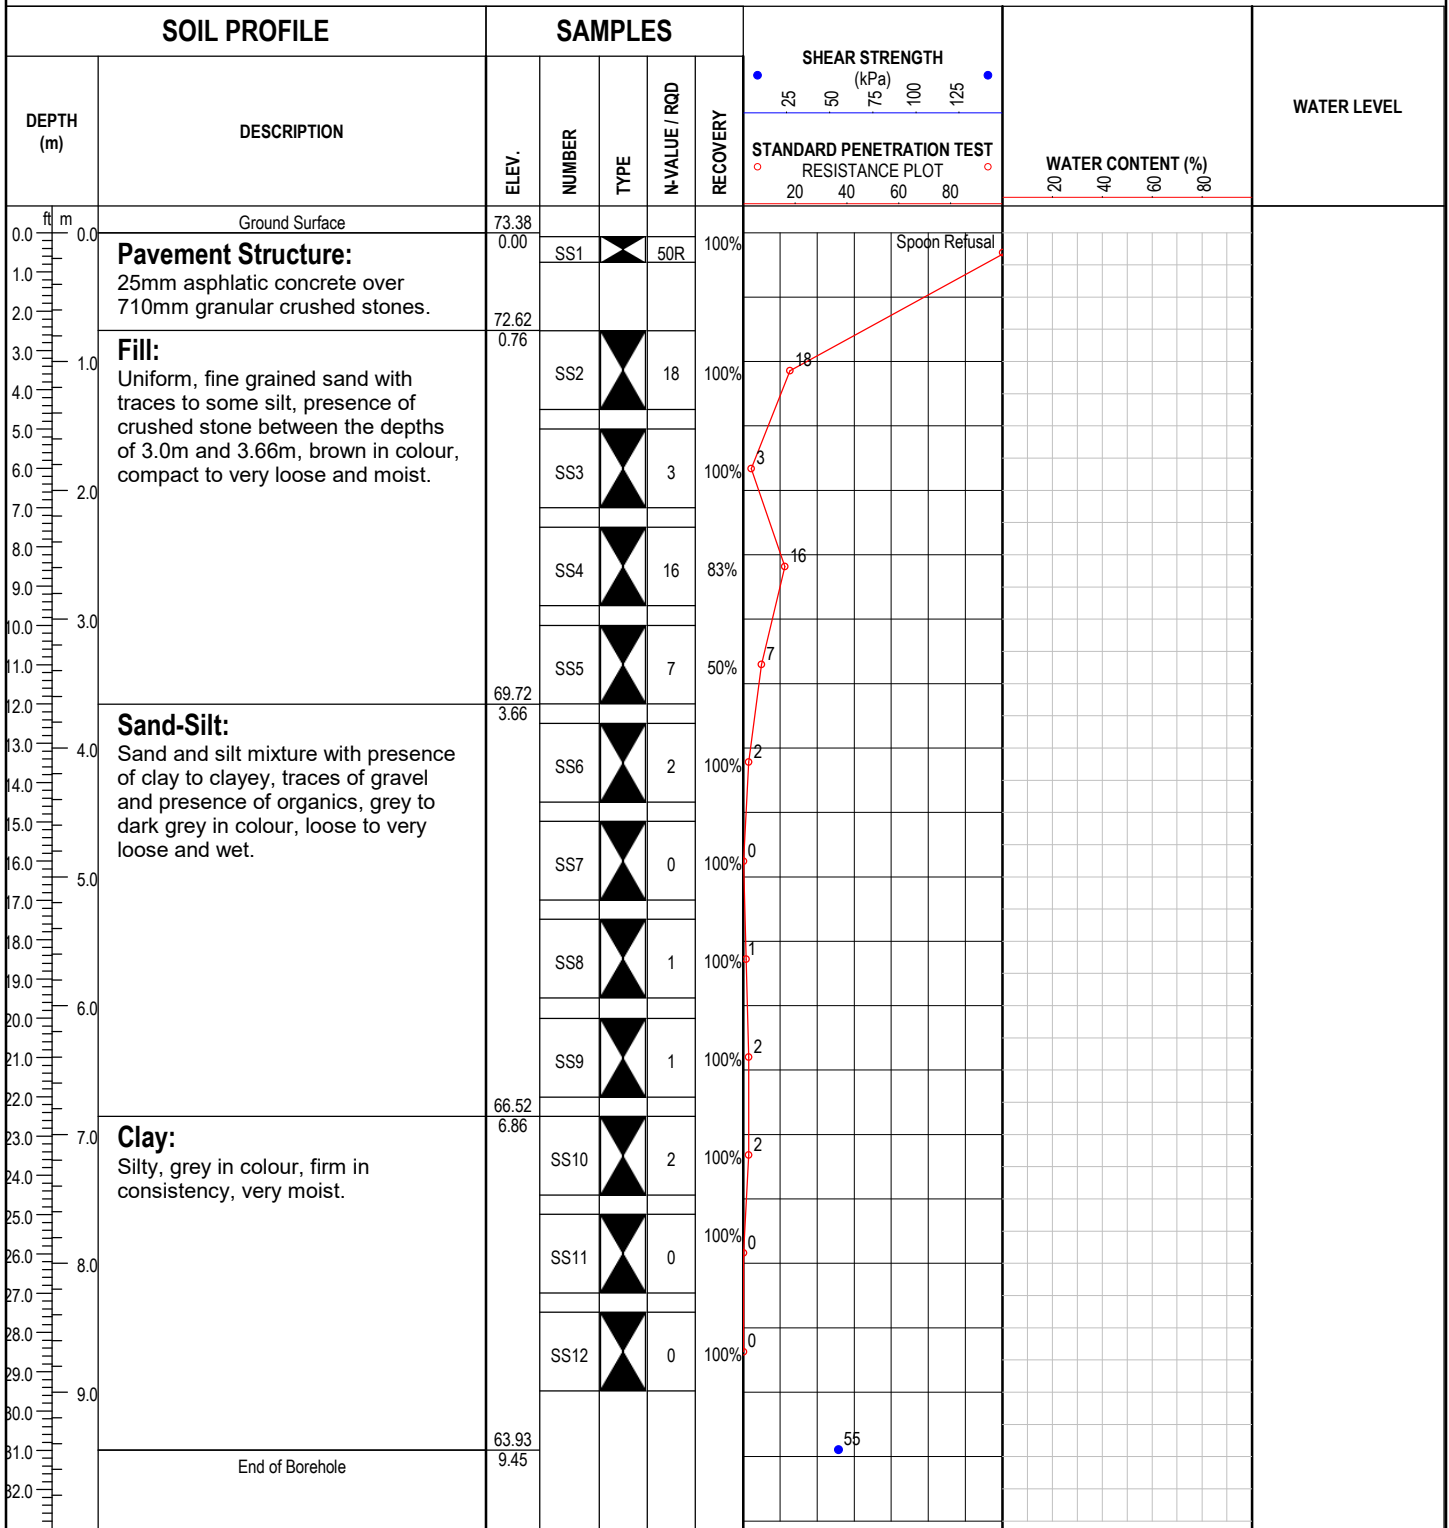 SOIL PROFILE
SAMPLES
DEPTH
(m)
DESCRIPTION
ELEV.
NUMBER
TYPE
N-VALUE / RQD
RECOVERY
SHEAR STRENGTH
(kPa)
25 50 75 100 125
STANDARD PENETRATION TEST
RESISTANCE PLOT
20 40 60 80
WATER CONTENT (%)
20 40 60 80
WATER LEVEL
ft m
Ground Surface 73.38
0.0 0.0
0.00
Pavement Structure:
25mm asphlatic concrete over
710mm granular crushed stones.
SS1 50R 100%
Spoon Refusal
1.0
2.0
72.62
0.76
Fill:
Uniform, fine grained sand with
traces to some silt, presence of
crushed stone between the depths
of 3.0m and 3.66m, brown in colour,
compact to very loose and moist.
3.0
1.0
SS2 18 100% 18
4.0
5.0
6.0
SS3 3 100% 3
2.0
7.0
8.0
SS4 16 83% 16
9.0
10.0
3.0
11.0
SS5 7 50% 7
12.0
69.72
3.66
Sand-Silt:
Sand and silt mixture with presence
of clay to clayey, traces of gravel
and presence of organics, grey to
dark grey in colour, loose to very
loose and wet.
13.0
4.0
SS6 2 100% 2
14.0
15.0
16.0
SS7 0 100% 0
5.0
17.0
18.0
SS8 1 100% 1
19.0
6.0
20.0
21.0
SS9 1 100% 2
22.0
66.52
6.86
Clay:
Silty, grey in colour, firm in
consistency, very moist.
23.0
7.0
SS10 2 100% 2
24.0
25.0
26.0
SS11 0 100% 0
8.0
27.0
28.0
SS12 0 100% 0
29.0
9.0
30.0
31.0
63.93
9.45
55
End of Borehole
32.0